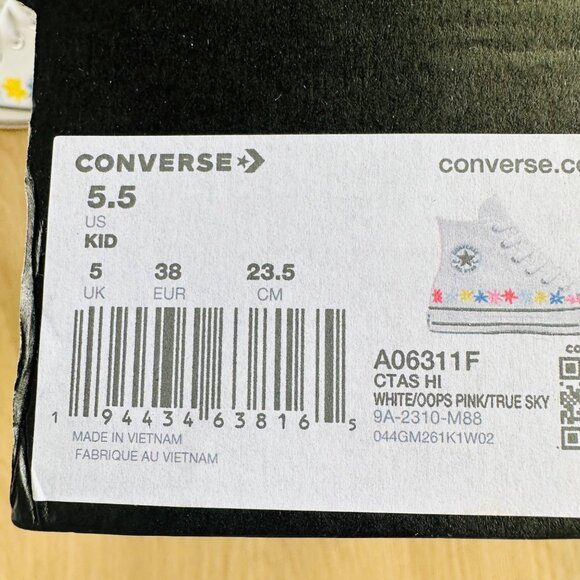 CONVERSE
converse.co
5.5
US
KID
5 38 23.5
UK EUR CM
1 94434 63816 5
MADE IN VIETNAM
FABRIQUE AU VIETNAM
A06311F
CTAS HI
WHITE/OOPS PINK/TRUE SKY
9A-2310-M88
044GM261K1W02